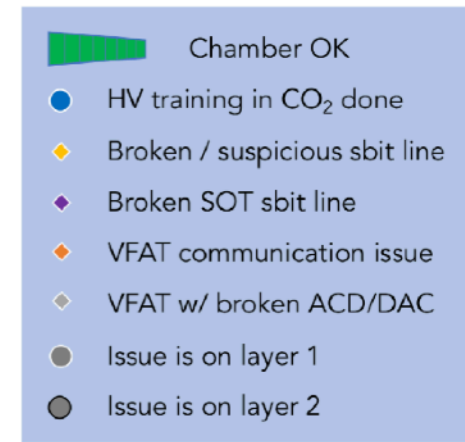 Chamber OK
HV training in CO₂ done
Broken / suspicious sbit line
Broken SOT sbit line
VFAT communication issue
VFAT w/ broken ACD/DAC
Issue is on layer 1
Issue is on layer 2